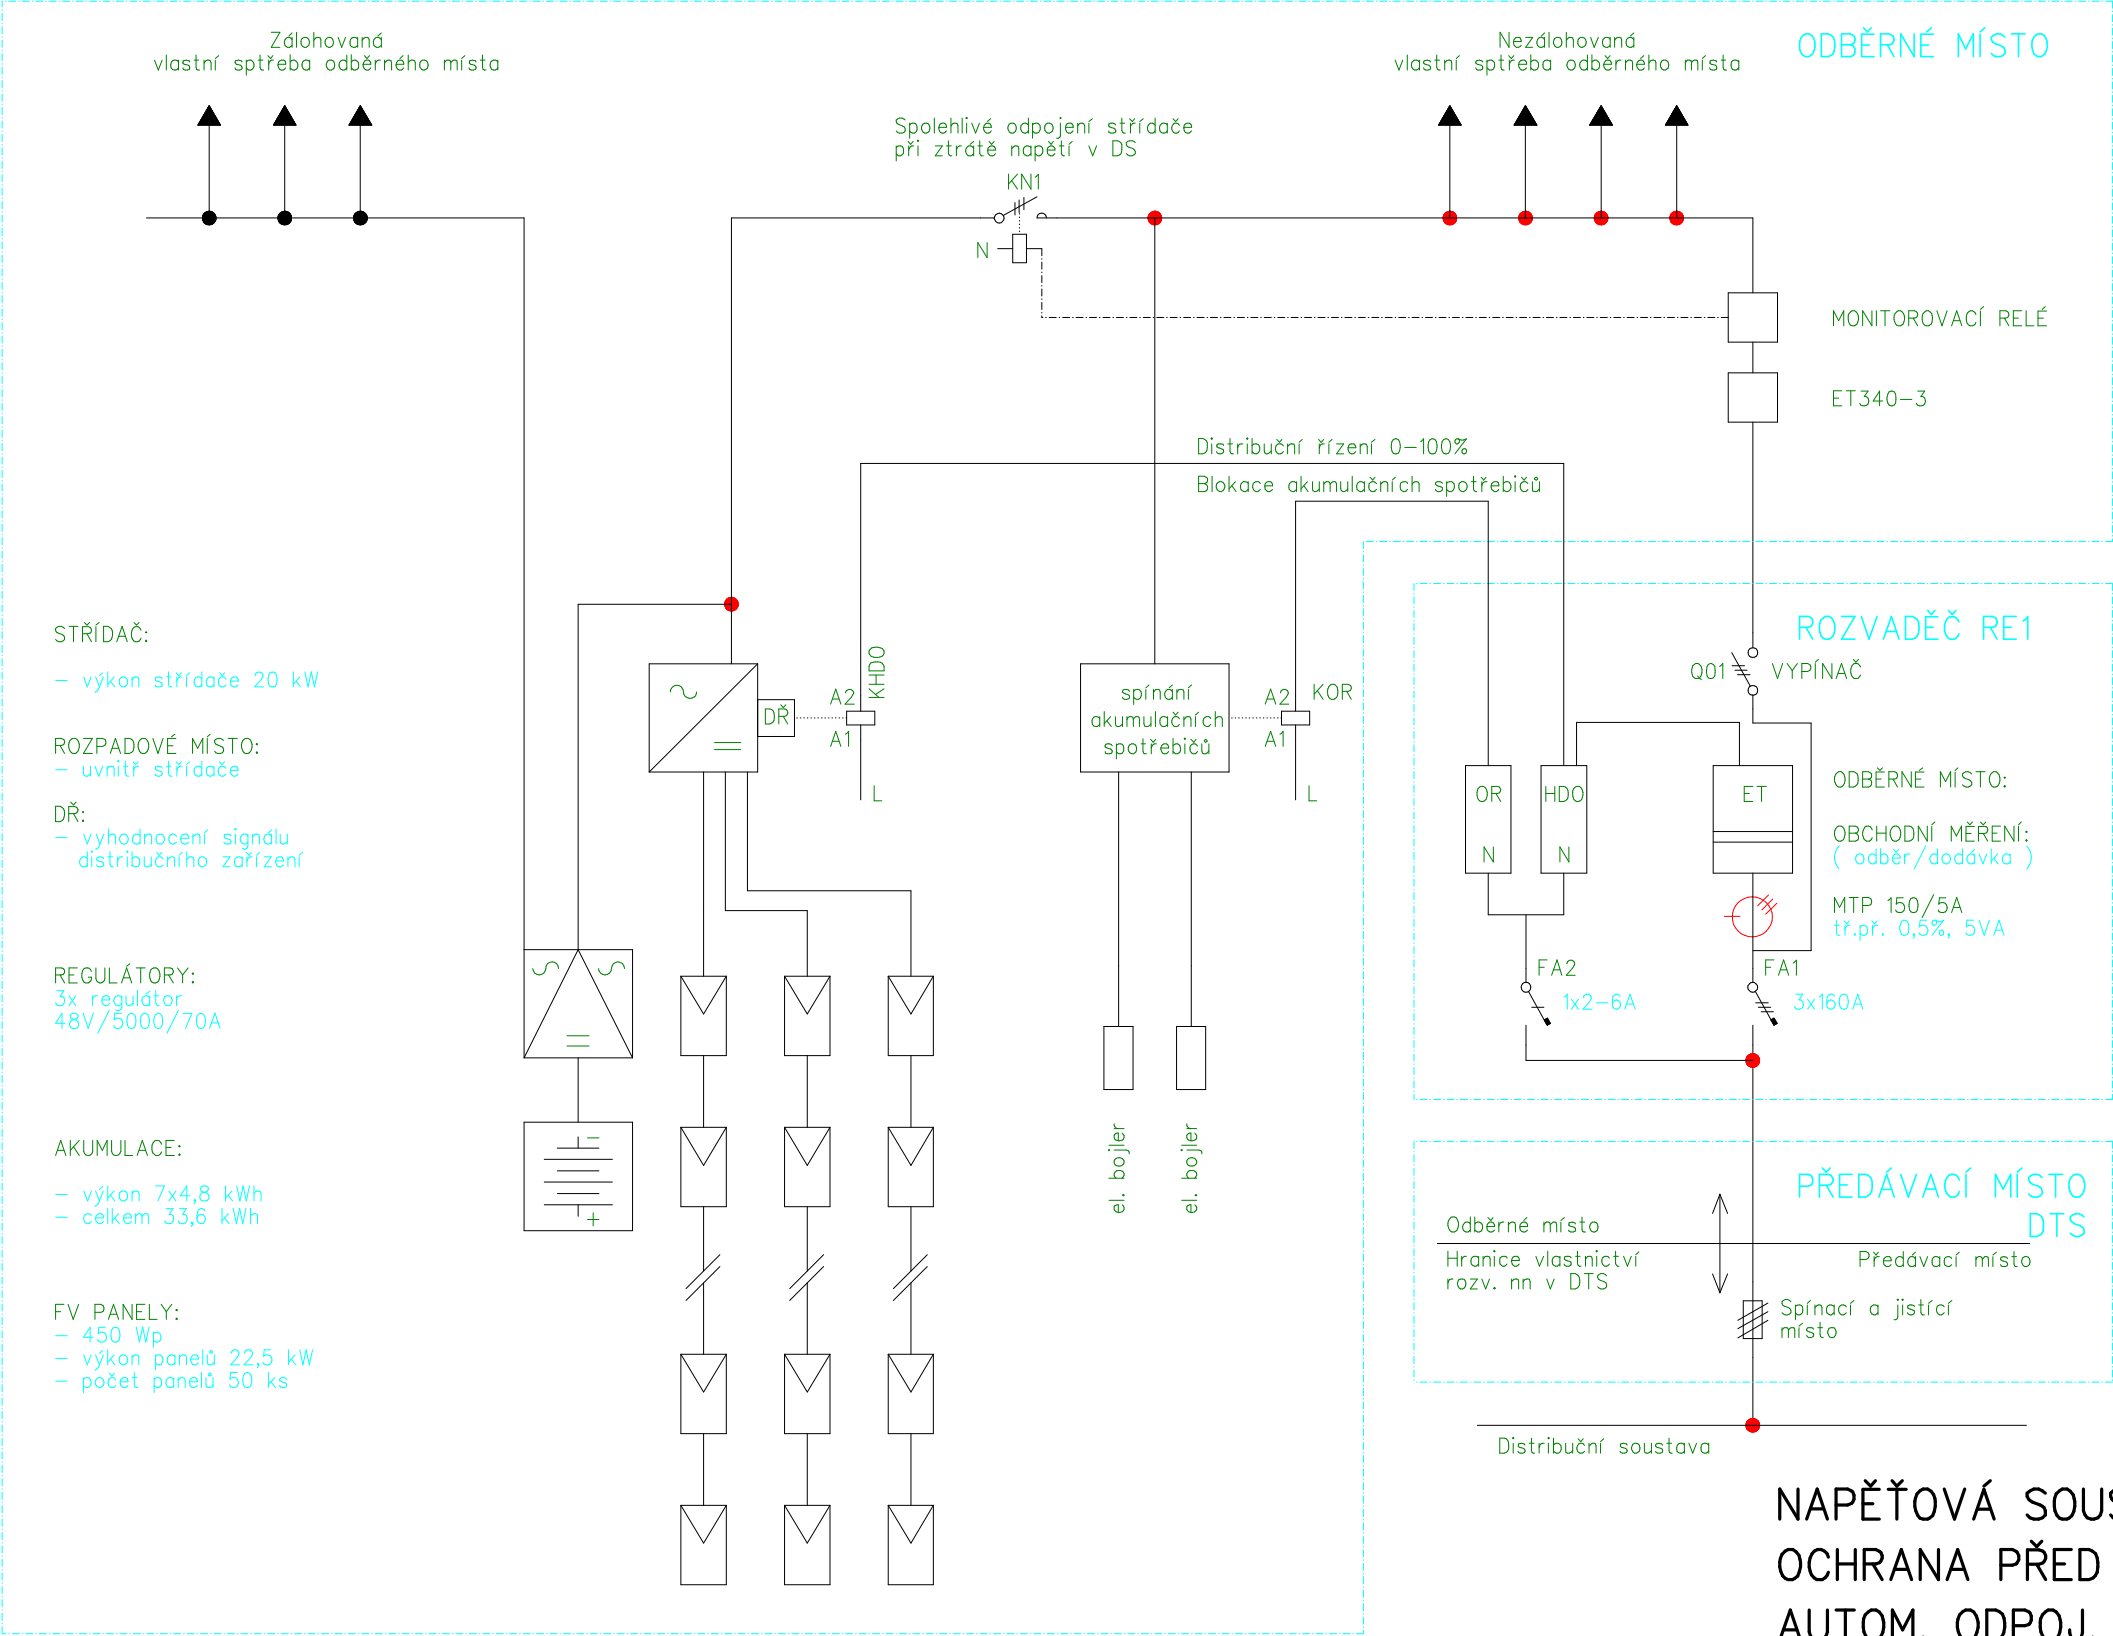 Zálohovaná
vlastní sptřeba odběrného místa
Nezálohovaná
vlastní sptřeba odběrného místa
ODBĚRNÉ MÍSTO
Spolehlivé odpojení střídače
při ztrátě napětí v DS
KN1
N
MONITOROVACÍ RELÉ
ET340-3
Distribuční řízení 0-100%
Blokace akumulačních spotřebičů
STŘÍDAČ:
- výkon střídače 20 kW
ROZPADOVÉ MÍSTO:
- uvnitř střídače
DŘ:
- vyhodnocení signálu
distribučního zařízení
REGULÁTORY:
3x regulátor
48V/5000/70A
AKUMULACE:
- výkon 7x4,8 kWh
- celkem 33,6 kWh
FV PANELY:
- 450 Wp
- výkon panelů 22,5 kW
- počet panelů 50 ks
DŘ
A2
KHDO
A1
L
spínání
akumulačních
spotřebičů
A2
KOR
A1
L
el. bojler
el. bojler
ROZVADĚČ RE1
Q01
VYPÍNAČ
OR
N
HDO
N
ET
ODBĚRNÉ MÍSTO:
OBCHODNÍ MĚŘENÍ:
( odběr/dodávka )
MTP 150/5A
tř.př. 0,5%, 5VA
FA2
1x2-6A
FA1
3x160A
PŘEDÁVACÍ MÍSTO
DTS
Odběrné místo
Hranice vlastnictví
rozv. nn v DTS
Předávací místo
Spínací a jistící
místo
Distribuční soustava
NAPĚŤOVÁ
OCHRANA PŘED
AUTOM. ODPOJ.